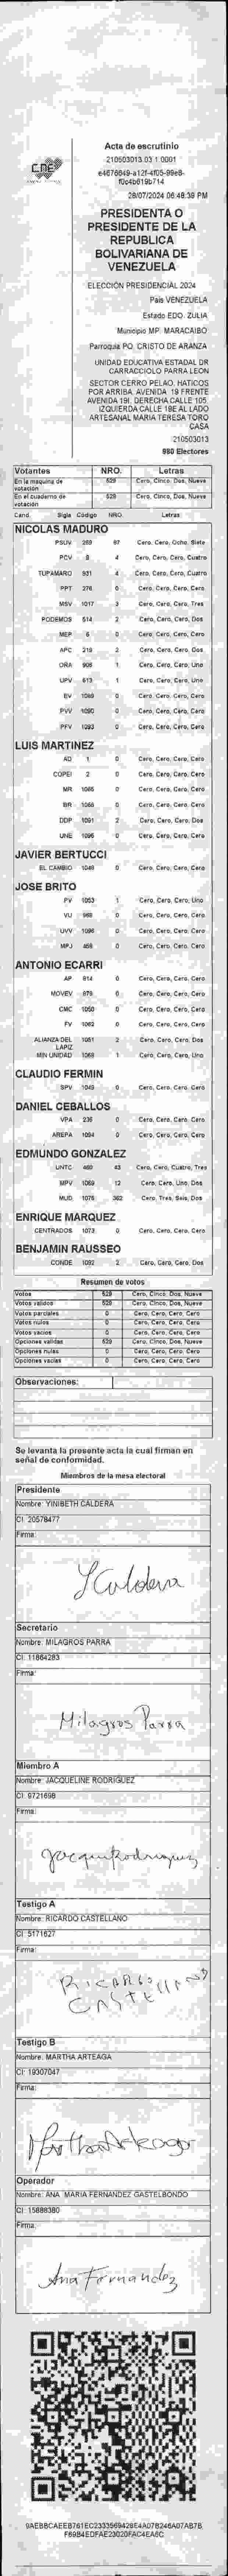 CNE
Acta de escrutinio
210503013.03.1.0001
28/07/2024 06:48:39 PM
PRESIDENTA O
PRESIDENTE DE LA
REPUBLICA
BOLIVARIANA DE
VENEZUELA
ELECCIÓN PRESIDENCIAL 2024
País VENEZUELA
Estado EDO. ZULIA
Municipio MP. MARACAIBO
Parroquia PQ. CRISTO DE ARANZA
UNIDAD EDUCATIVA ESTADAL DR
CARRACCIOLO PARRA LEON
SECTOR CERRO PELAO, HATICOS
POR ARRIBA. AVENIDA 19 FRENTE
AVENIDA 19I. DERECHA CALLE 105.
IZQUIERDA CALLE 19E AL LADO
ARTESANAL MARIA TERESA TORO
CASA
210503013
980 Electores
Votantes NRO. Letras
En la maquina de votación 529 Cero, Cinco, Dos, Nueve
En el cuaderno de votación 529 Cero, Cinco, Dos, Nueve
Cand. Sigla Código NRO. Letras
NICOLAS MADURO
PSUV 269 87 Cero, Cero, Ocho, Siete
PCV 8 4 Cero, Cero, Cero, Cuatro
TUPAMARO 931 4 Cero, Cero, Cero, Cuatro
PPT 276 0 Cero, Cero, Cero, Cero
MSV 1017 3 Cero, Cero, Cero, Tres
PODEMOS 514 2 Cero, Cero, Cero, Dos
MEP 6 0 Cero, Cero, Cero, Cero
APC 219 2 Cero, Cero, Cero, Dos
ORA 906 1 Cero, Cero, Cero, Uno
UPV 613 1 Cero, Cero, Cero, Uno
EV 1089 0 Cero, Cero, Cero, Cero
PVV 1090 0 Cero, Cero, Cero, Cero
PFV 1093 0 Cero, Cero, Cero, Cero
LUIS MARTINEZ
AD 1 0 Cero, Cero, Cero, Cero
COPEI 2 0 Cero, Cero, Cero, Cero
MR 1065 0 Cero, Cero, Cero, Cero
BR 1066 0 Cero, Cero, Cero, Cero
DDP 1091 2 Cero, Cero, Cero, Dos
UNE 1096 0 Cero, Cero, Cero, Cero
JAVIER BERTUCCI
EL CAMBIO 1048 0 Cero, Cero, Cero, Cero
JOSE BRITO
PV 1053 1 Cero, Cero, Cero, Uno
VU 969 0 Cero, Cero, Cero, Cero
UVV 1098 0 Cero, Cero, Cero, Cero
MPJ 458 0 Cero, Cero, Cero, Cero
ANTONIO ECARRI
AP 814 0 Cero, Cero, Cero, Cero
MOVEV 979 0 Cero, Cero, Cero, Cero
CMC 1050 0 Cero, Cero, Cero, Cero
FV 1062 0 Cero, Cero, Cero, Cero
ALIANZA DEL LAPIZ 1051 2 Cero, Cero, Cero, Dos
MIN UNIDAD 1068 1 Cero, Cero, Cero, Uno
CLAUDIO FERMIN
SPV 1049 0 Cero, Cero, Cero, Cero
DANIEL CEBALLOS
VPA 236 0 Cero, Cero, Cero, Cero
AREPA 1094 0 Cero, Cero, Cero, Cero
EDMUNDO GONZALEZ
UNTC 460 43 Cero, Cero, Cuatro, Tres
MPV 1069 12 Cero, Cero, Uno, Dos
MUD 1076 362 Cero, Tres, Seis, Dos
ENRIQUE MARQUEZ
CENTRADOS 1073 0 Cero, Cero, Cero, Cero
BENJAMIN RAUSSEO
CONDE 1092 2 Cero, Cero, Cero, Dos
Resumen de votos
Votos 529 Cero, Cinco, Dos, Nueve
Votos validos 529 Cero, Cinco, Dos, Nueve
Votos parciales 0 Cero, Cero, Cero, Cero
Votos nulos 0 Cero, Cero, Cero, Cero
Votos vacios 0 Cero, Cero, Cero, Cero
Opciones validas 529 Cero, Cinco, Dos, Nueve
Opciones nulas 0 Cero, Cero, Cero, Cero
Opciones vacias 0 Cero, Cero, Cero, Cero
Observaciones:
Se levanta la presente acta la cual firman en
señal de conformidad.
Miembros de la mesa electoral
Presidente
Nombre: YINIBETH CALDERA
CI: 20578477
Firma:
YCaldera
Secretario
Nombre: MILAGROS PARRA
CI: 11864283
Firma:
Milagros Parra
Miembro A
Nombre: JACQUELINE RODRIGUEZ
CI: 9721698
Firma:
JacquiRodriguez
Testigo A
Nombre: RICARDO CASTELLANO
CI: 5171627
Firma:
RICARDO
Testigo B
Nombre: MARTHA ARTEAGA
CI: 19307047
Firma:
MarthaArteaga
Operador
Nombre: ANA MARIA FERNANDEZ GASTELBONDO
CI: 15888380
Firma:
Ana Fernandez